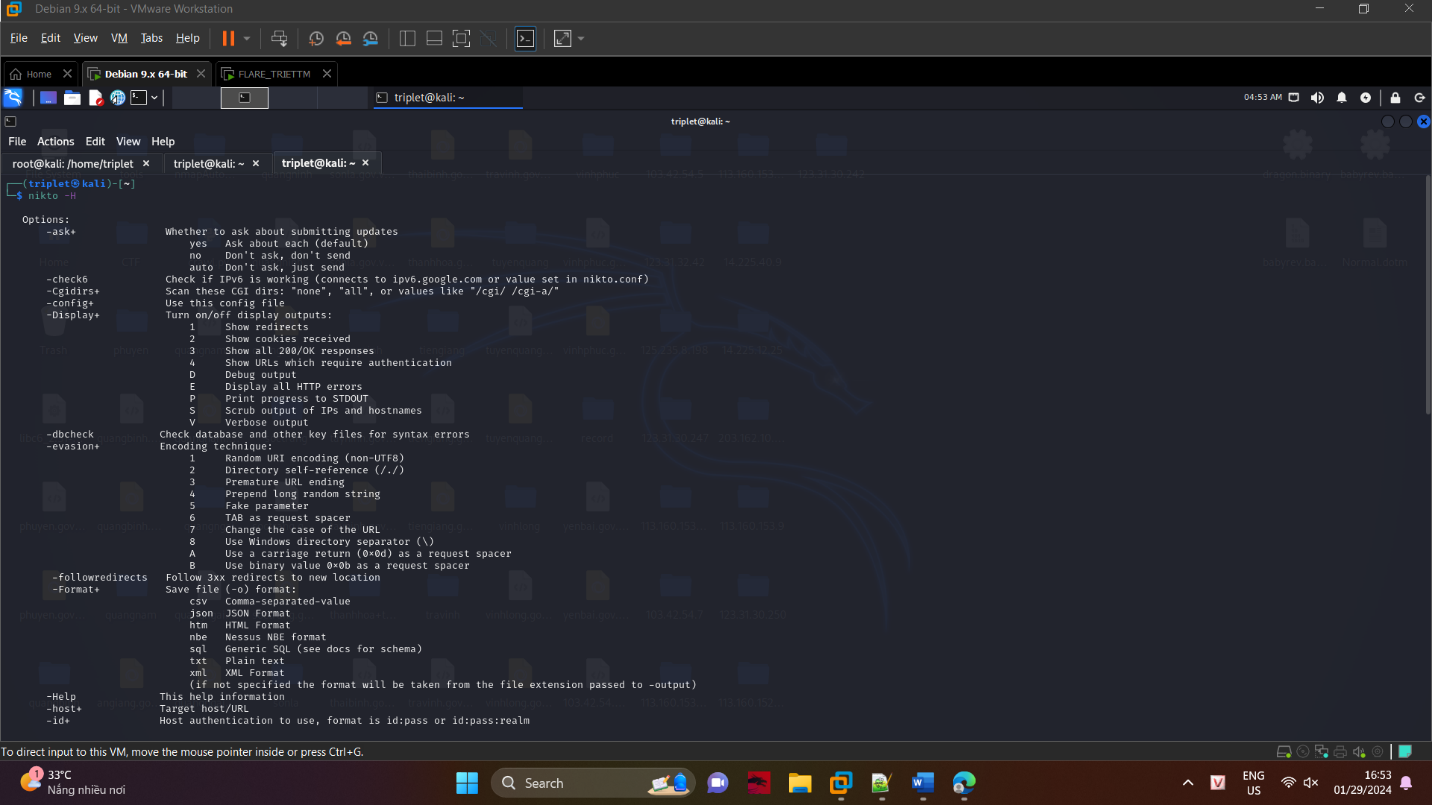 Debian 9.x 64-bit - VMware Workstation
File Edit View VM Tabs Help
Home Debian 9.x 64-bit FLARE_TRIETTM
triplet@kali: ~ 04:53 AM
triplet@kali: ~
File Actions Edit View Help
root@kali: /home/triplet triplet@kali: ~ triplet@kali: ~
(triplet㉿kali)-[~]
$ nikto -H
Options:
-ask+ Whether to ask about submitting updates
yes Ask about each (default)
no Don't ask, don't send
auto Don't ask, just send
-check6 Check if IPv6 is working (connects to ipv6.google.com or value set in nikto.conf)
-Cgidirs+ Scan these CGI dirs: "none", "all", or values like "/cgi/ /cgi-a/"
-config+ Use this config file
-Display+ Turn on/off display outputs:
1 Show redirects
2 Show cookies received
3 Show all 200/OK responses
4 Show URLs which require authentication
D Debug output
E Display all HTTP errors
P Print progress to STDOUT
S Scrub output of IPs and hostnames
V Verbose output
-dbcheck Check database and other key files for syntax errors
-evasion+ Encoding technique:
1 Random URI encoding (non-UTF8)
2 Directory self-reference (/./)
3 Premature URL ending
4 Prepend long random string
5 Fake parameter
6 TAB as request spacer
7 Change the case of the URL
8 Use Windows directory separator (\)
A Use a carriage return (0×0d) as a request spacer
B Use binary value 0×0b as a request spacer
-followredirects Follow 3xx redirects to new location
-Format+ Save file (-o) format:
csv Comma-separated-value
json JSON Format
htm HTML Format
nbe Nessus NBE format
sql Generic SQL (see docs for schema)
txt Plain text
xml XML Format
(if not specified the format will be taken from the file extension passed to -output)
-Help This help information
-host+ Target host/URL
-id+ Host authentication to use, format is id:pass or id:pass:realm
To direct input to this VM, move the mouse pointer inside or press Ctrl+G.
1 33°C
Nắng nhiều nơi
Search
ENG
US
16:53
01/29/2024